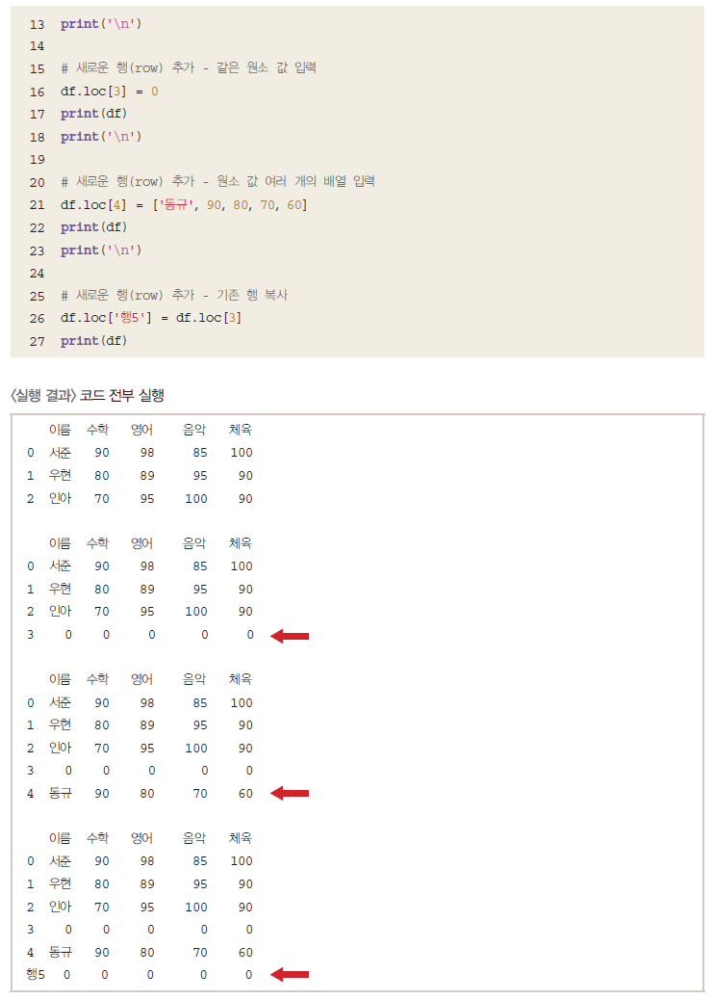 13 print('\n')
14
15 # 새로운 행(row) 추가 - 같은 원소 값 입력
16 df.loc[3] = 0
17 print(df)
18 print('\n')
19
20 # 새로운 행(row) 추가 - 원소 값 여러 개의 배열 입력
21 df.loc[4] = ['동규', 90, 80, 70, 60]
22 print(df)
23 print('\n')
24
25 # 새로운 행(row) 추가 - 기존 행 복사
26 df.loc['행5'] = df.loc[3]
27 print(df)
〈실행 결과〉 코드 전부 실행
이름 수학 영어 음악 체육
0 서준 90 98 85 100
1 우현 80 89 95 90
2 인아 70 95 100 90
이름 수학 영어 음악 체육
0 서준 90 98 85 100
1 우현 80 89 95 90
2 인아 70 95 100 90
3 0 0 0 0 0
이름 수학 영어 음악 체육
0 서준 90 98 85 100
1 우현 80 89 95 90
2 인아 70 95 100 90
3 0 0 0 0 0
4 동규 90 80 70 60
이름 수학 영어 음악 체육
0 서준 90 98 85 100
1 우현 80 89 95 90
2 인아 70 95 100 90
3 0 0 0 0 0
4 동규 90 80 70 60
행5 0 0 0 0 0